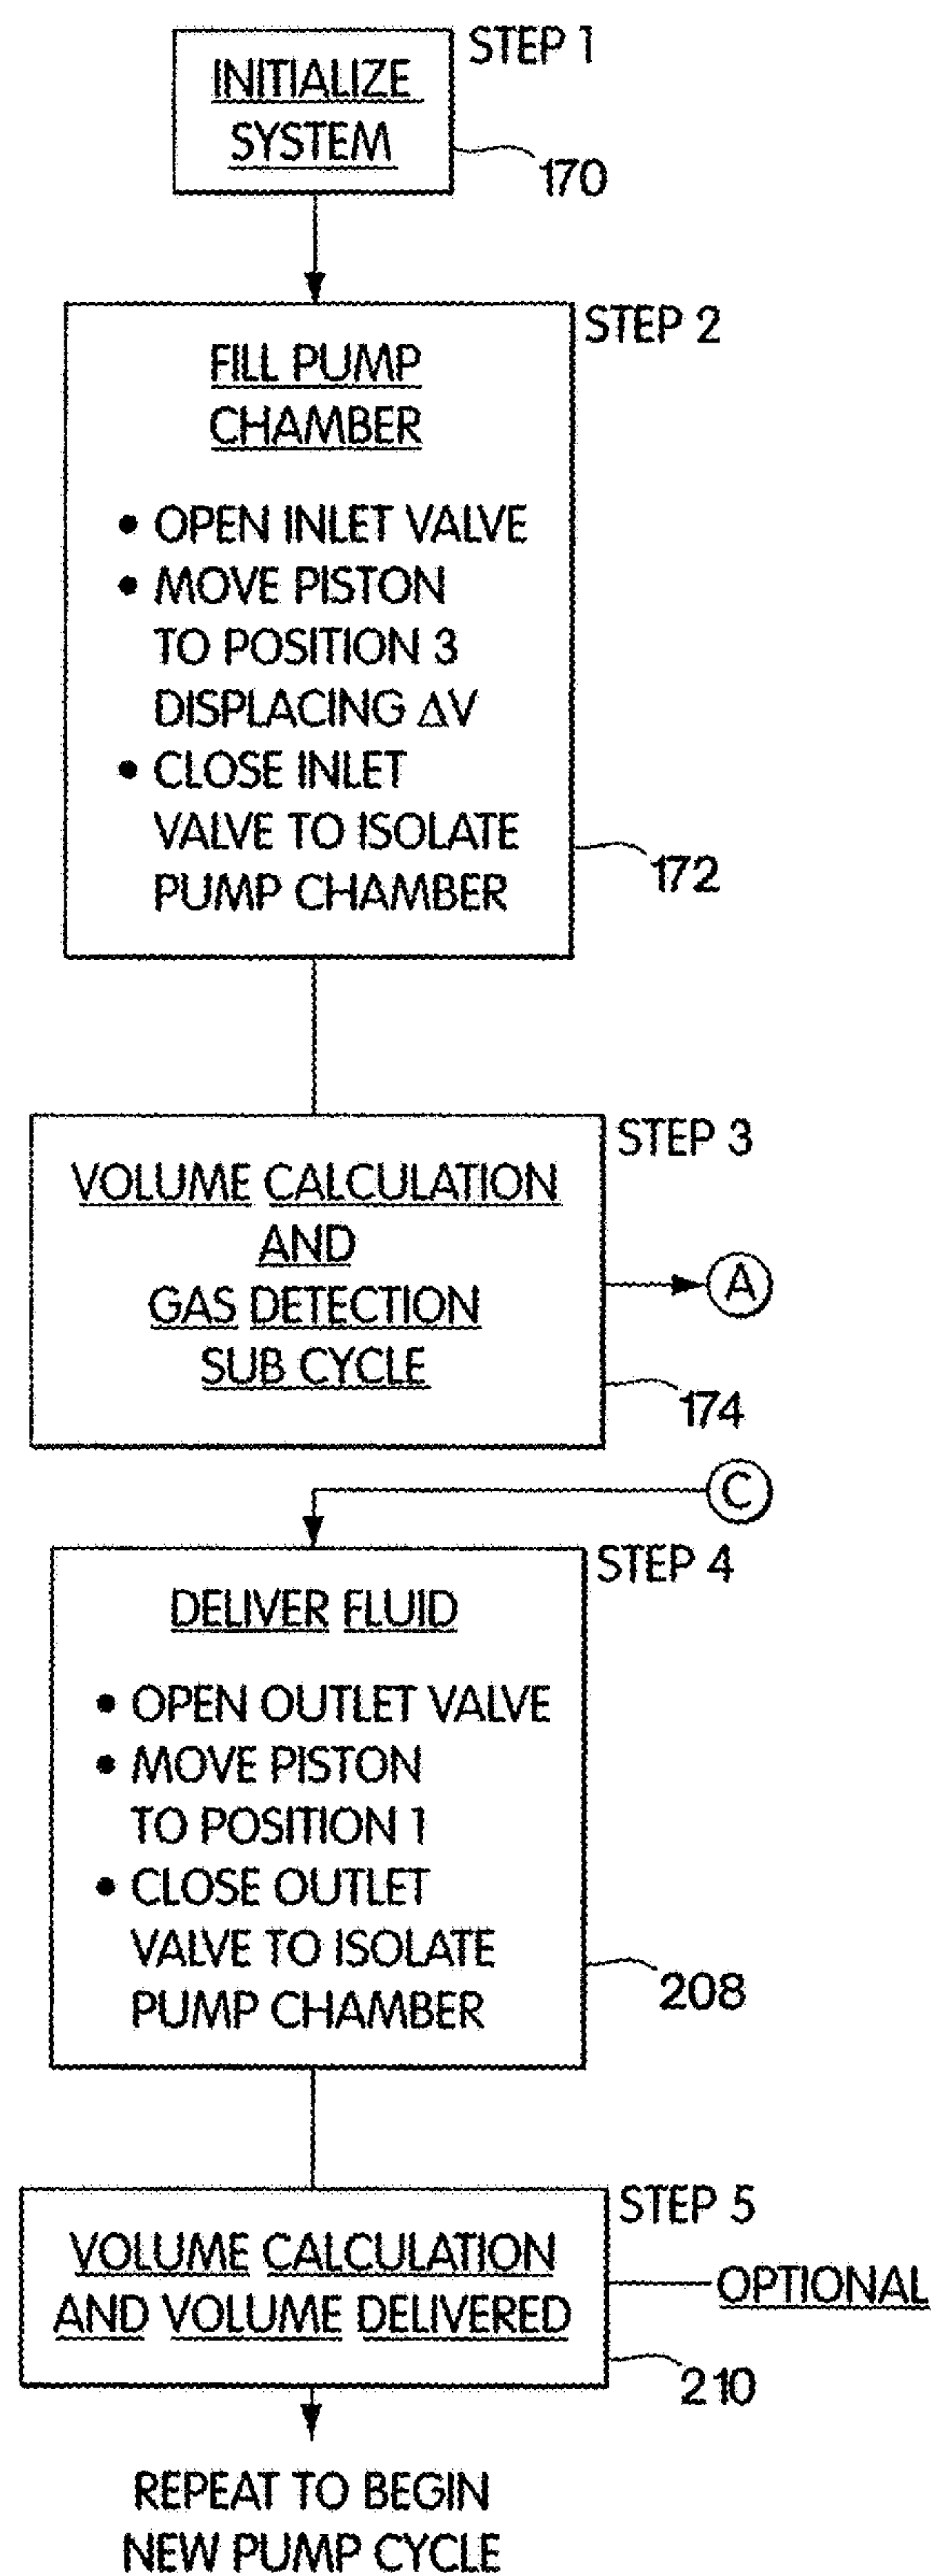 STEP 1
INITIALIZE
SYSTEM
170
STEP 2
FILL PUMP
CHAMBER
• OPEN INLET VALVE
• MOVE PISTON
TO POSITION 3
DISPLACING ΔV
• CLOSE INLET
VALVE TO ISOLATE
PUMP CHAMBER
172
STEP 3
VOLUME CALCULATION
AND
GAS DETECTION
SUB CYCLE
A
174
C
STEP 4
DELIVER FLUID
• OPEN OUTLET VALVE
• MOVE PISTON
TO POSITION 1
• CLOSE OUTLET
VALVE TO ISOLATE
PUMP CHAMBER
208
STEP 5
VOLUME CALCULATION
AND VOLUME DELIVERED
OPTIONAL
210
REPEAT TO BEGIN
NEW PUMP CYCLE